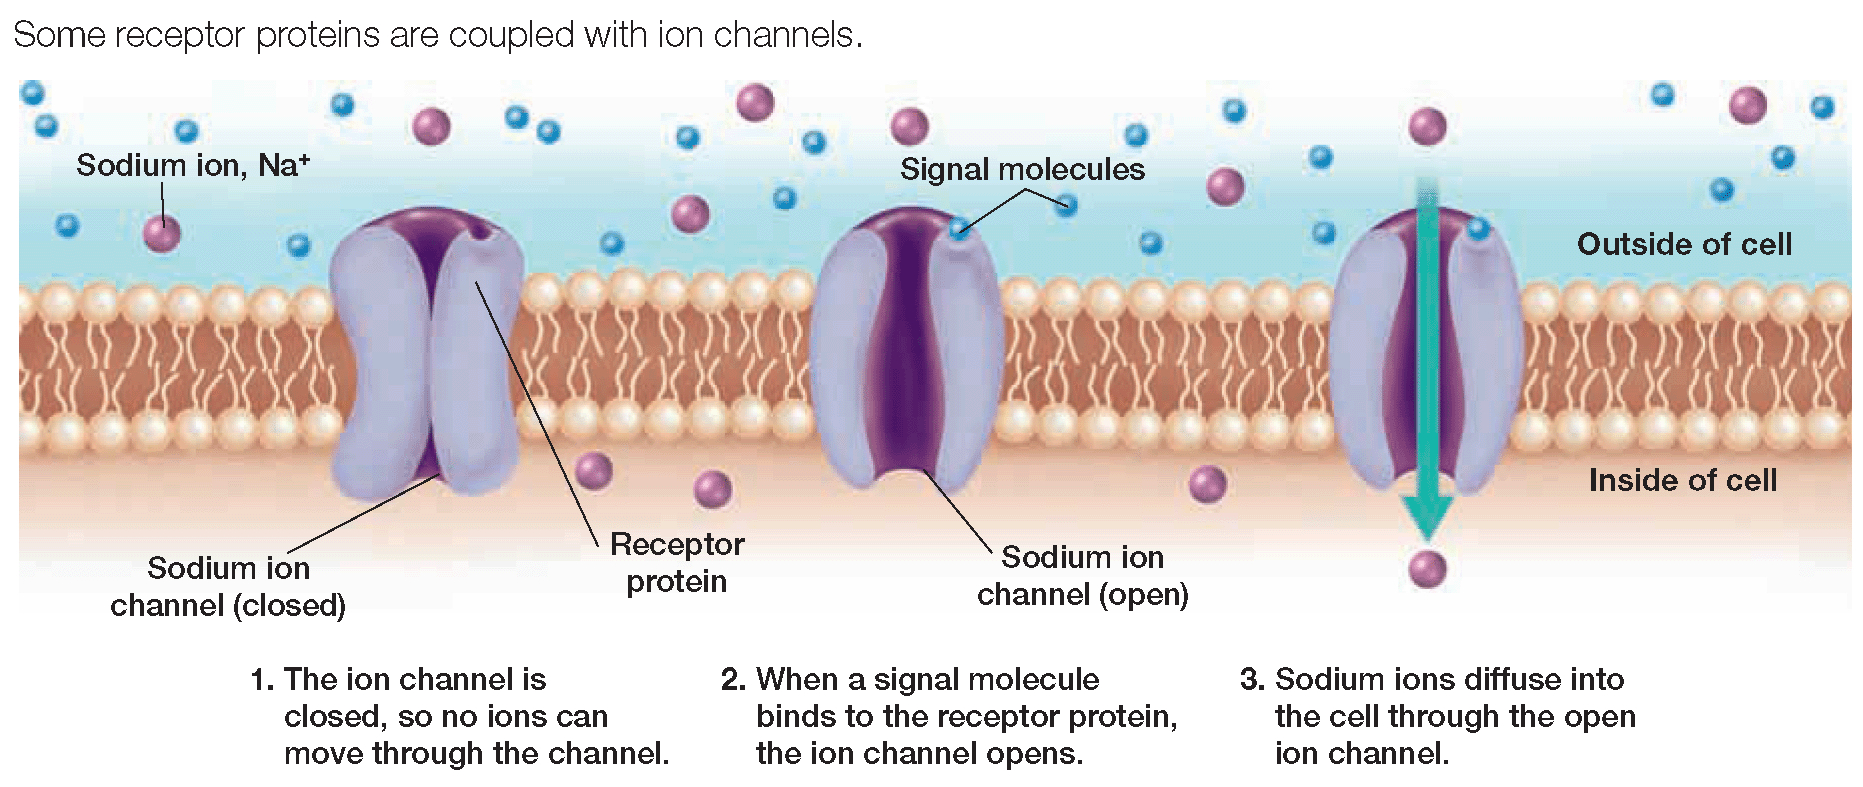 Some receptor proteins are coupled with ion channels.
Sodium ion, Na⁺
Signal molecules
Outside of cell
Inside of cell
Sodium ion
channel (closed)
Receptor
protein
Sodium ion
channel (open)
1. The ion channel is
closed, so no ions can
move through the channel.
2. When a signal molecule
binds to the receptor protein,
the ion channel opens.
3. Sodium ions diffuse into
the cell through the open
ion channel.